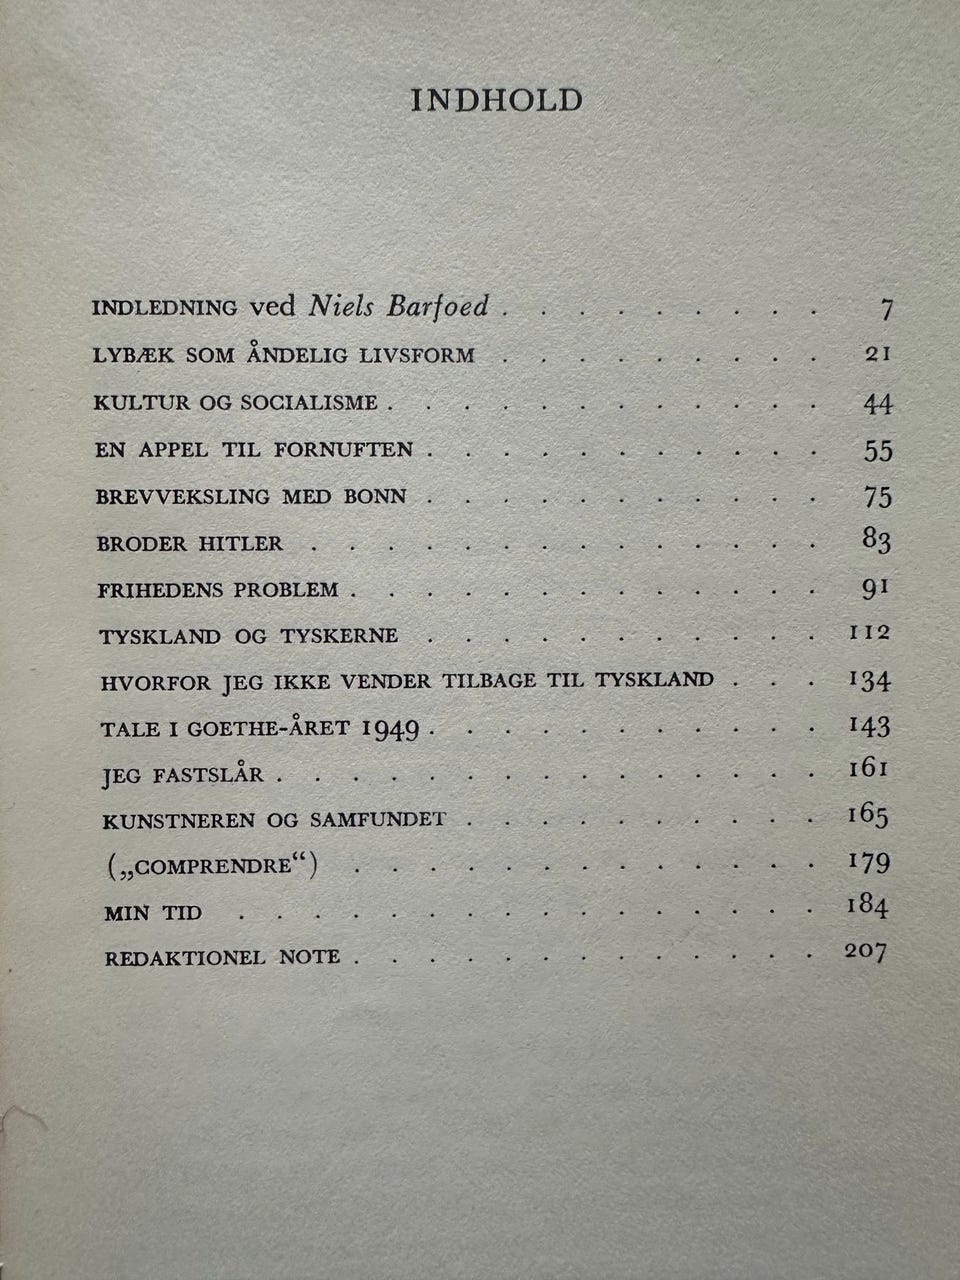 INDHOLD
INDLEDNING ved Niels Barfoed . . . . . . . . . 7
LYBÆK SOM ÅNDELIG LIVSFORM . . . . . . . . . 21
KULTUR OG SOCIALISME . . . . . . . . . . . . 44
EN APPEL TIL FORNUFTEN . . . . . . . . . . . 55
BREVVEKSLING MED BONN . . . . . . . . . . . 75
BRODER HITLER . . . . . . . . . . . . . . 83
FRIHEDENS PROBLEM . . . . . . . . . . . . . 91
TYSKLAND OG TYSKERNE . . . . . . . . . . . 112
HVORFOR JEG IKKE VENDER TILBAGE TIL TYSKLAND . . . 134
TALE I GOETHE-ÅRET 1949 . . . . . . . . . . . 143
JEG FASTSLÅR . . . . . . . . . . . . . . . 161
KUNSTNEREN OG SAMFUNDET . . . . . . . . . . 165
(„COMPRENDRE“) . . . . . . . . . . . . . 179
MIN TID . . . . . . . . . . . . . . . . 184
REDAKTIONEL NOTE . . . . . . . . . . . . . 207